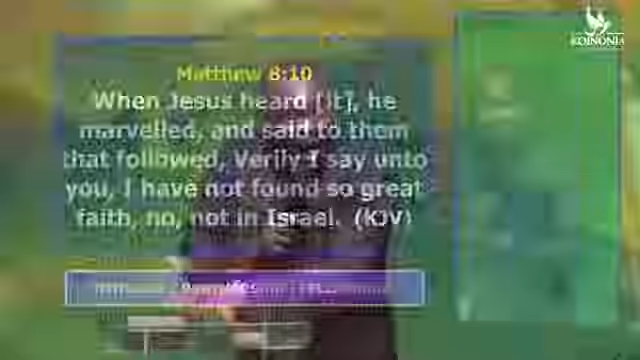 KOINONIA
Matthew 8:10
When Jesus heard [it], he
marvelled, and said to them
that followed, Verily I say unto
you, I have not found so great
faith, no, not in Israel. (KJV)